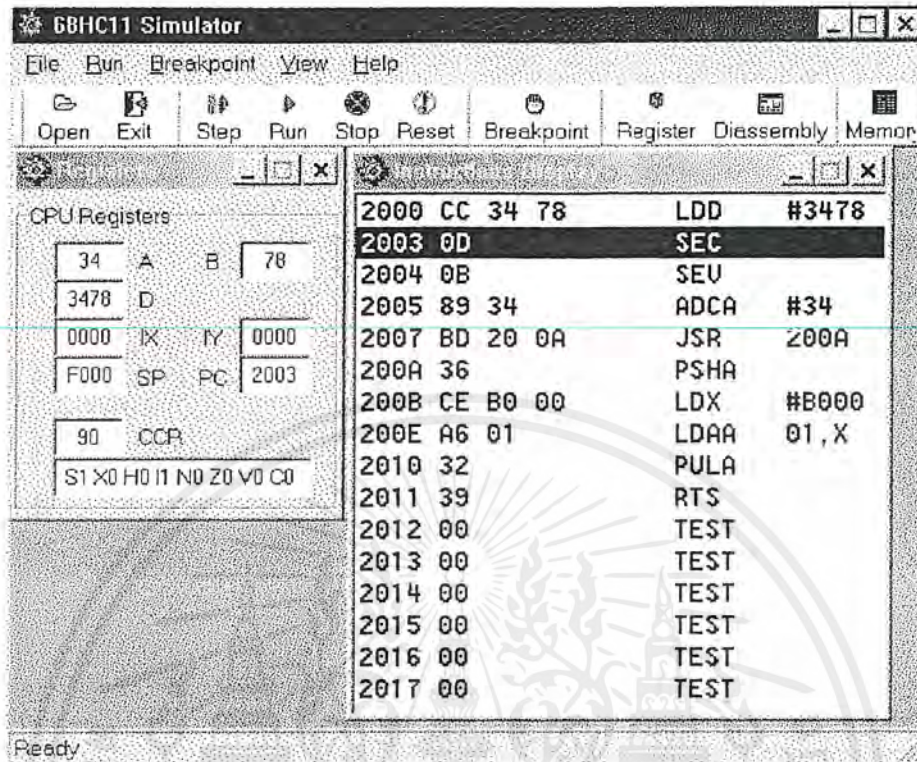 68HC11 Simulator
File Run Breakpoint View Help
Open Exit Step Run Stop Reset Breakpoint Register Diassembly Memor
Registers
CPU Registers
34 A B 78
3478 D
0000 IX IY 0000
F000 SP PC 2003
90 CCR
S1 X0 H0 I1 N0 Z0 V0 C0
2000 CC 34 78 LDD #3478
2003 0D SEC
2004 0B SEV
2005 89 34 ADCA #34
2007 BD 20 0A JSR 200A
200A 36 PSHA
200B CE B0 00 LDX #B000
200E A6 01 LDAA 01,X
2010 32 PULA
2011 39 RTS
2012 00 TEST
2013 00 TEST
2014 00 TEST
2015 00 TEST
2016 00 TEST
2017 00 TEST
Ready